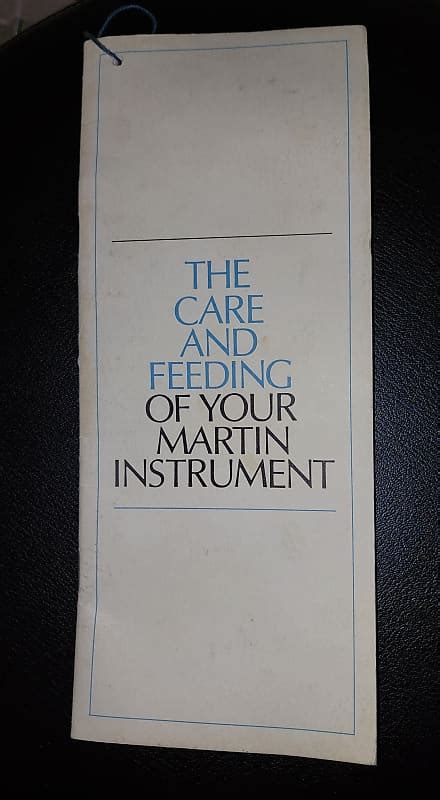 THE
CARE
AND
FEEDING
OF YOUR
MARTIN
INSTRUMENT